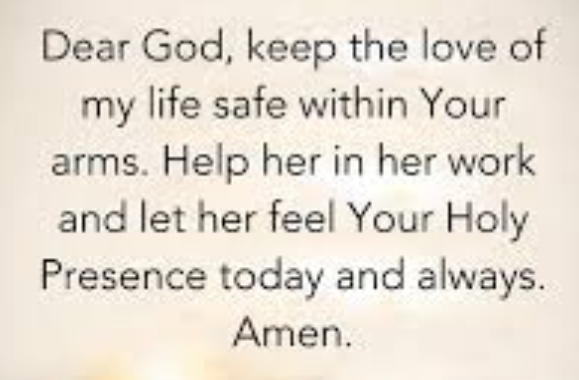 Dear God, keep the love of
my life safe within Your
arms. Help her in her work
and let her feel Your Holy
Presence today and always.
Amen.